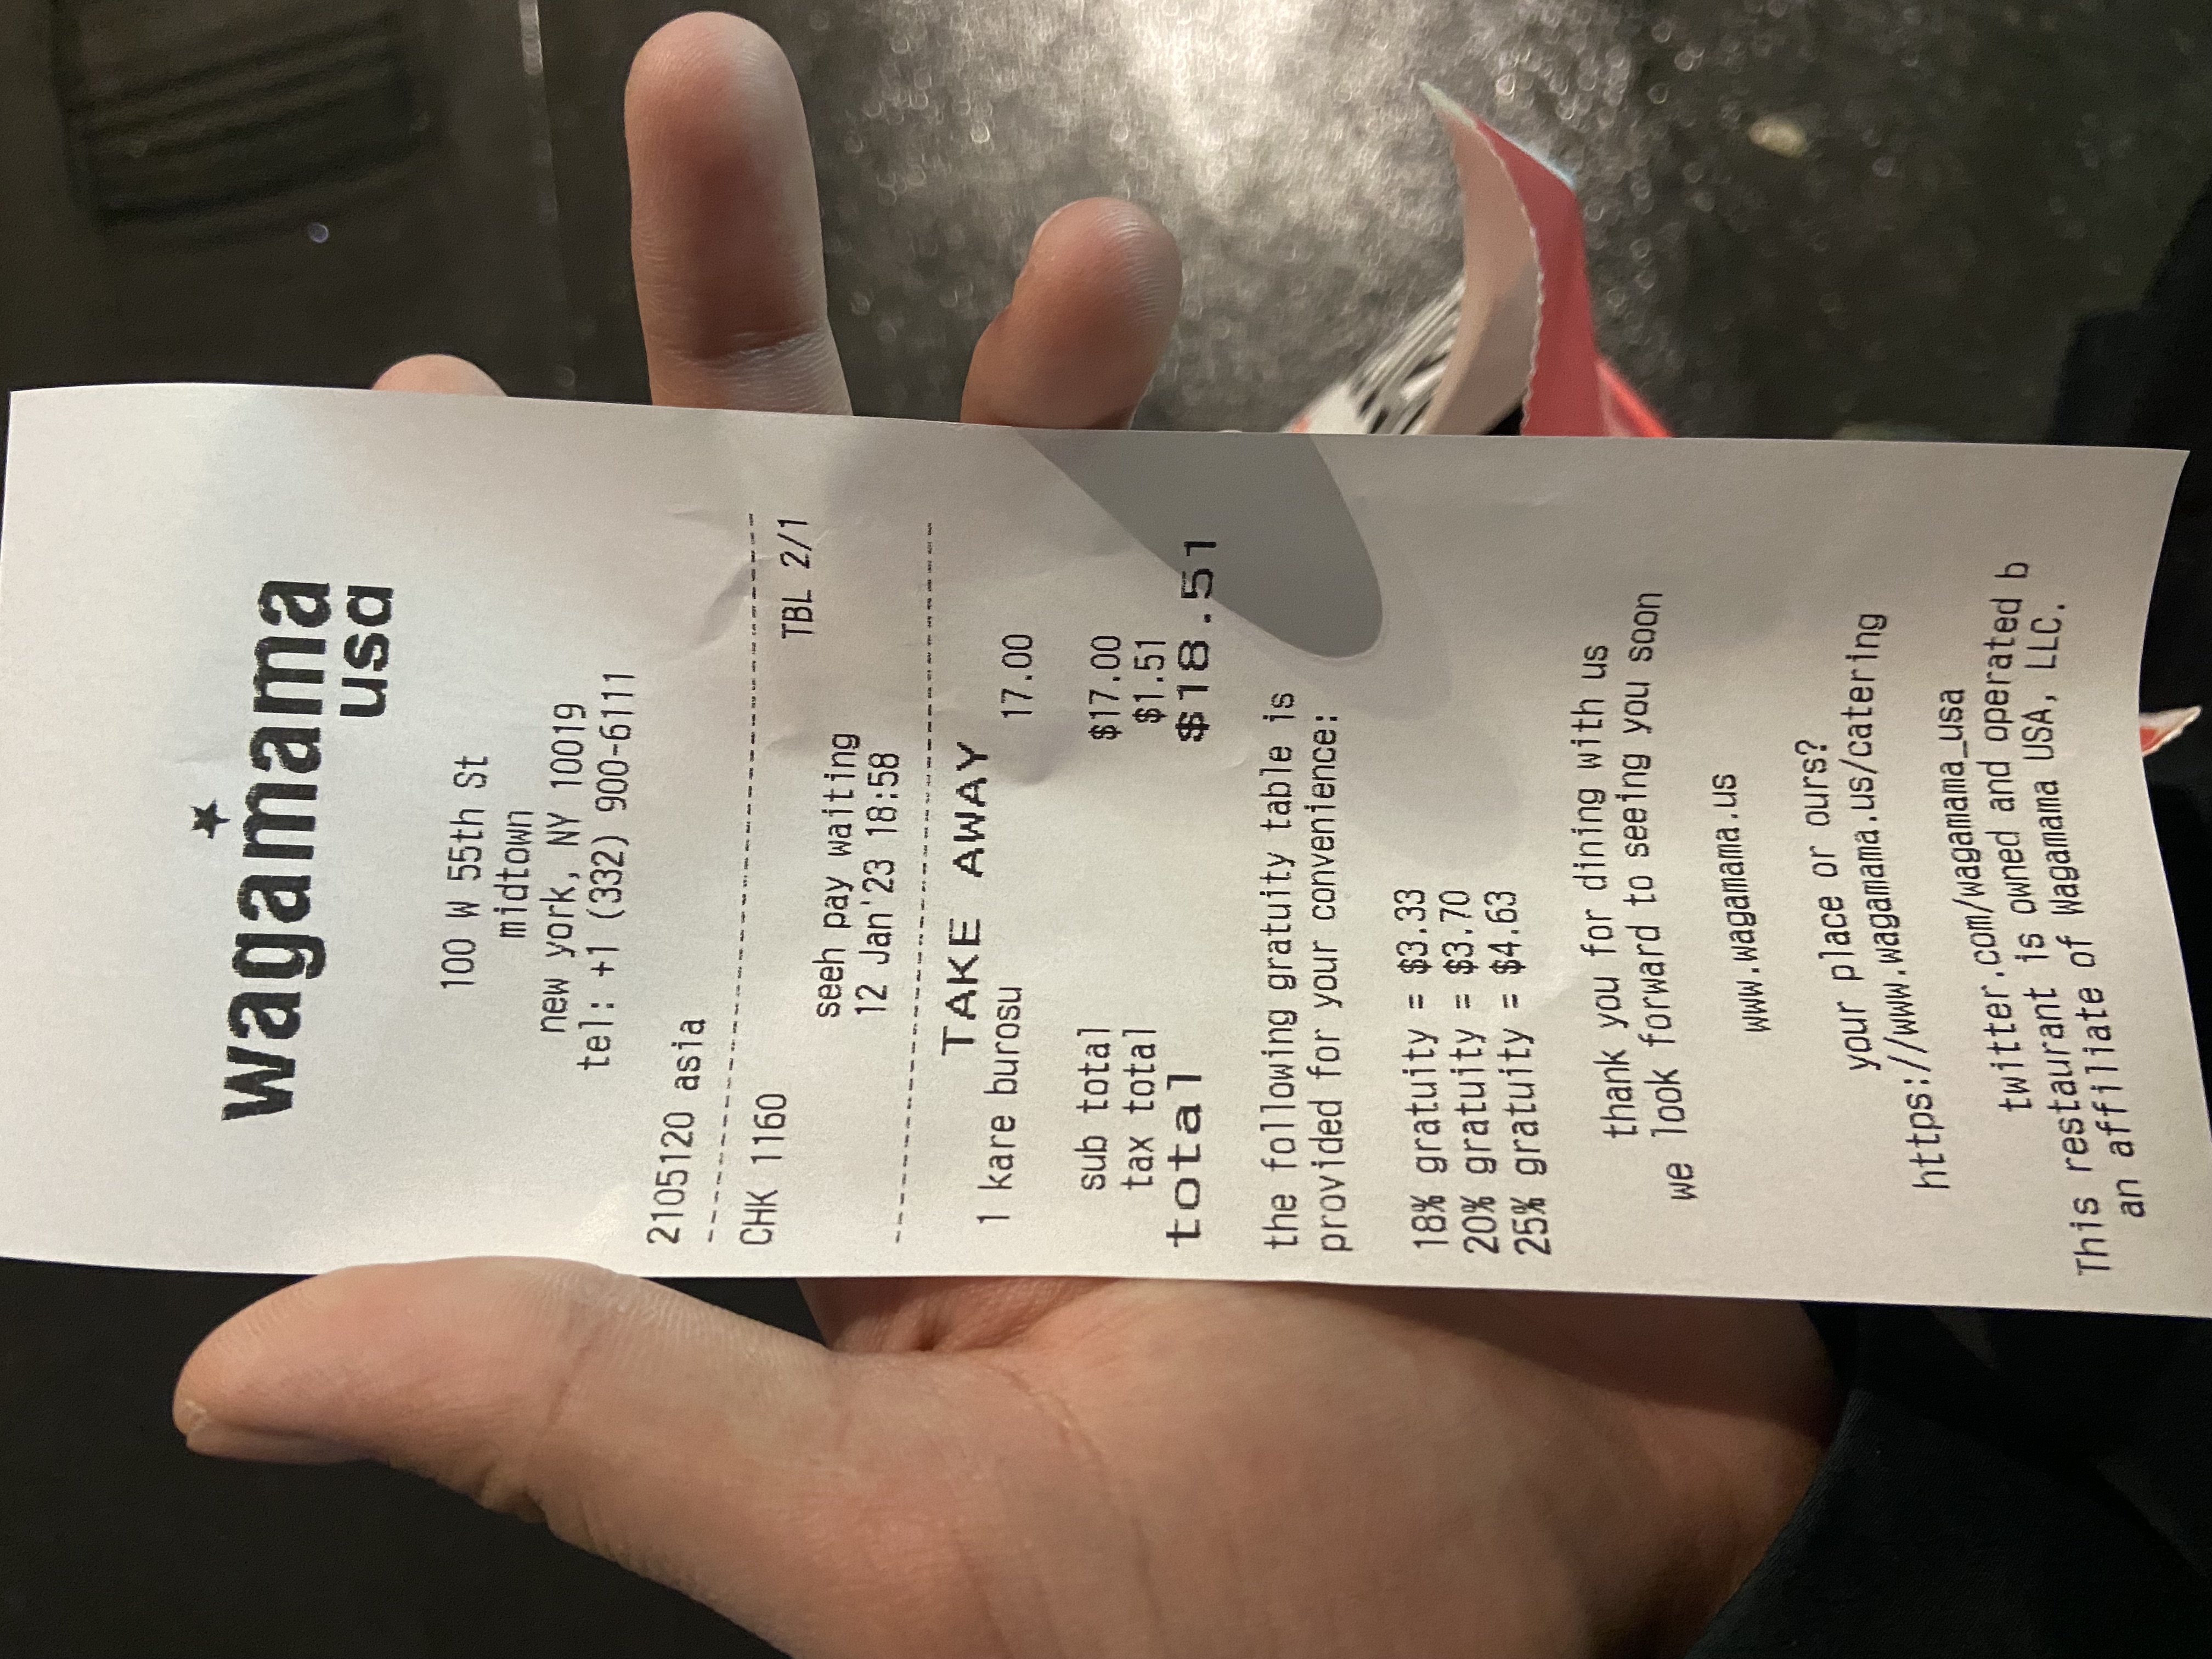 wagamama
usa
100 W 55th St
midtown
new york, NY 10019
tel: +1 (332) 900-6111
2105120 asia
CHK 1160 TBL 2/1
seeh pay waiting
12 Jan'23 18:58
TAKE AWAY
1 kare burosu 17.00
sub total $17.00
tax total $1.51
total $18.51
the following gratuity table is
provided for your convenience:
18% gratuity = $3.33
20% gratuity = $3.70
25% gratuity = $4.63
thank you for dining with us
we look forward to seeing you soon
www.wagamama.us
your place or ours?
https://www.wagamama.us/catering
twitter.com/wagamama_usa
This restaurant is owned and operated b
an affiliate of Wagamama USA, LLC.